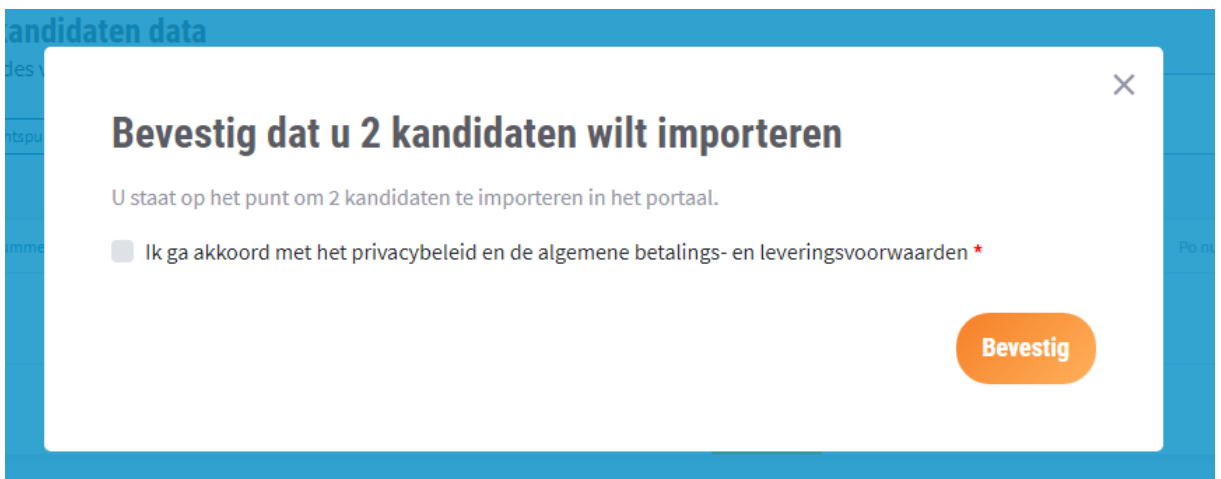 kandidaten data
Bevestig dat u 2 kandidaten wilt importeren
U staat op het punt om 2 kandidaten te importeren in het portaal.
Ik ga akkoord met het privacybeleid en de algemene betalings- en leveringsvoorwaarden *
Bevestig